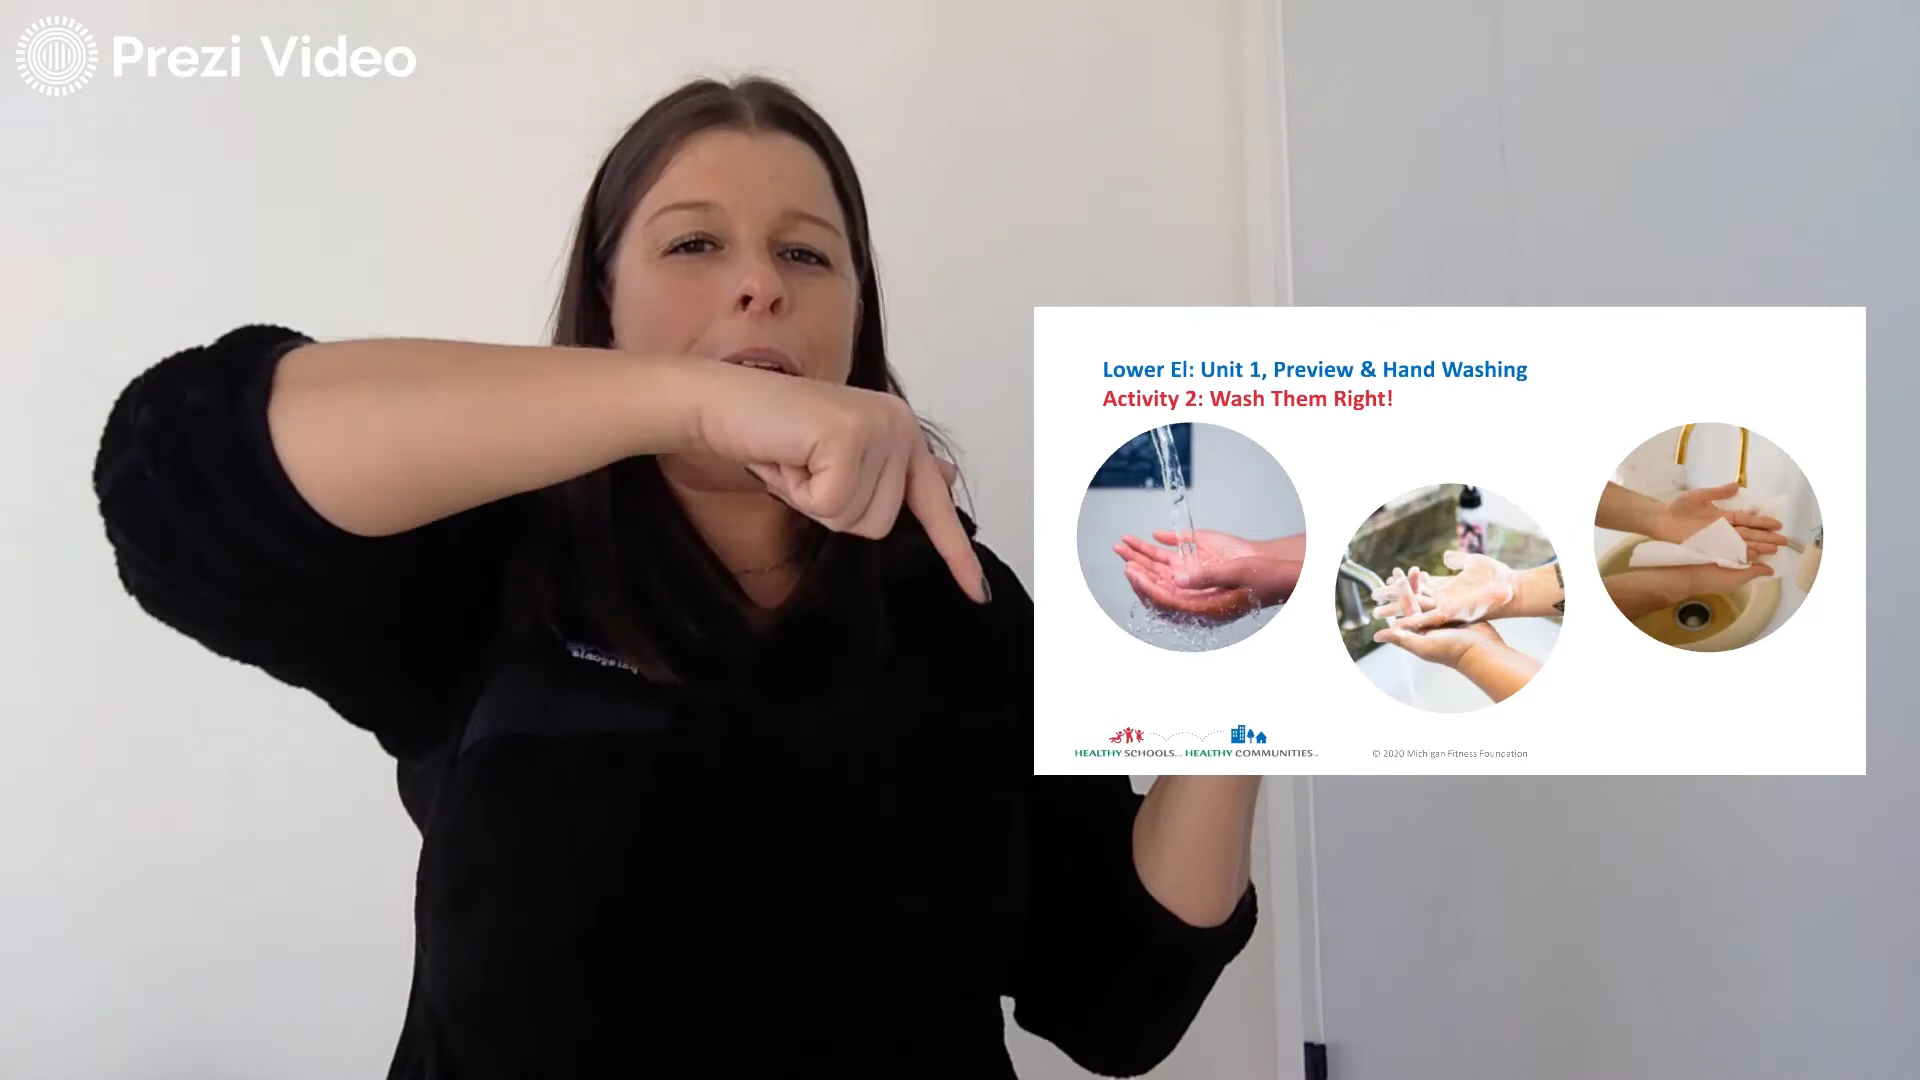 Prezi Video
Lower El: Unit 1, Preview & Hand Washing
Activity 2: Wash Them Right!
HEALTHY SCHOOLS... HEALTHY COMMUNITIES™
© 2020 Michigan Fitness Foundation